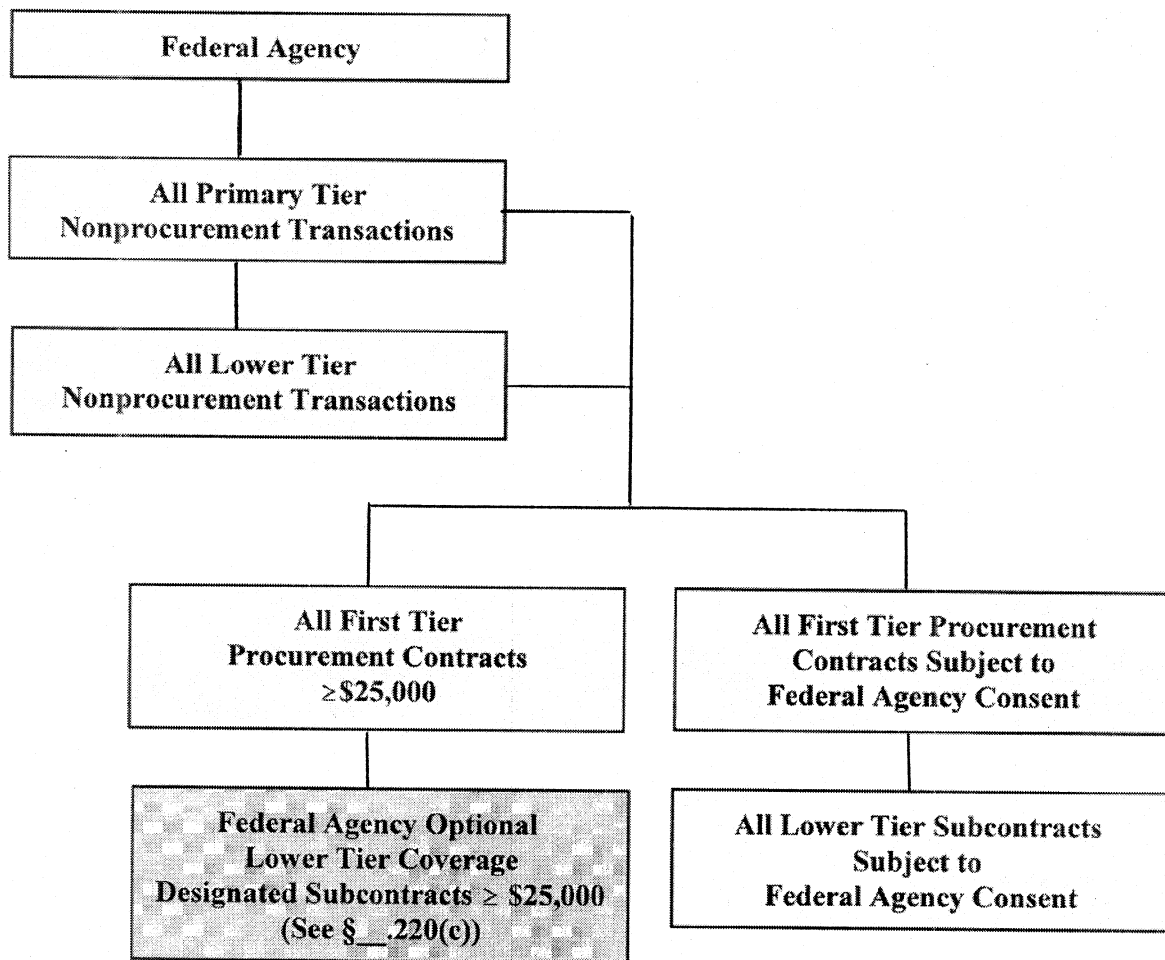 Federal Agency
All Primary Tier
Nonprocurement Transactions
All Lower Tier
Nonprocurement Transactions
All First Tier
Procurement Contracts
≥$25,000
All First Tier Procurement
Contracts Subject to
Federal Agency Consent
Federal Agency Optional
Lower Tier Coverage
Designated Subcontracts ≥ $25,000
(See §__.220(c))
All Lower Tier Subcontracts
Subject to
Federal Agency Consent